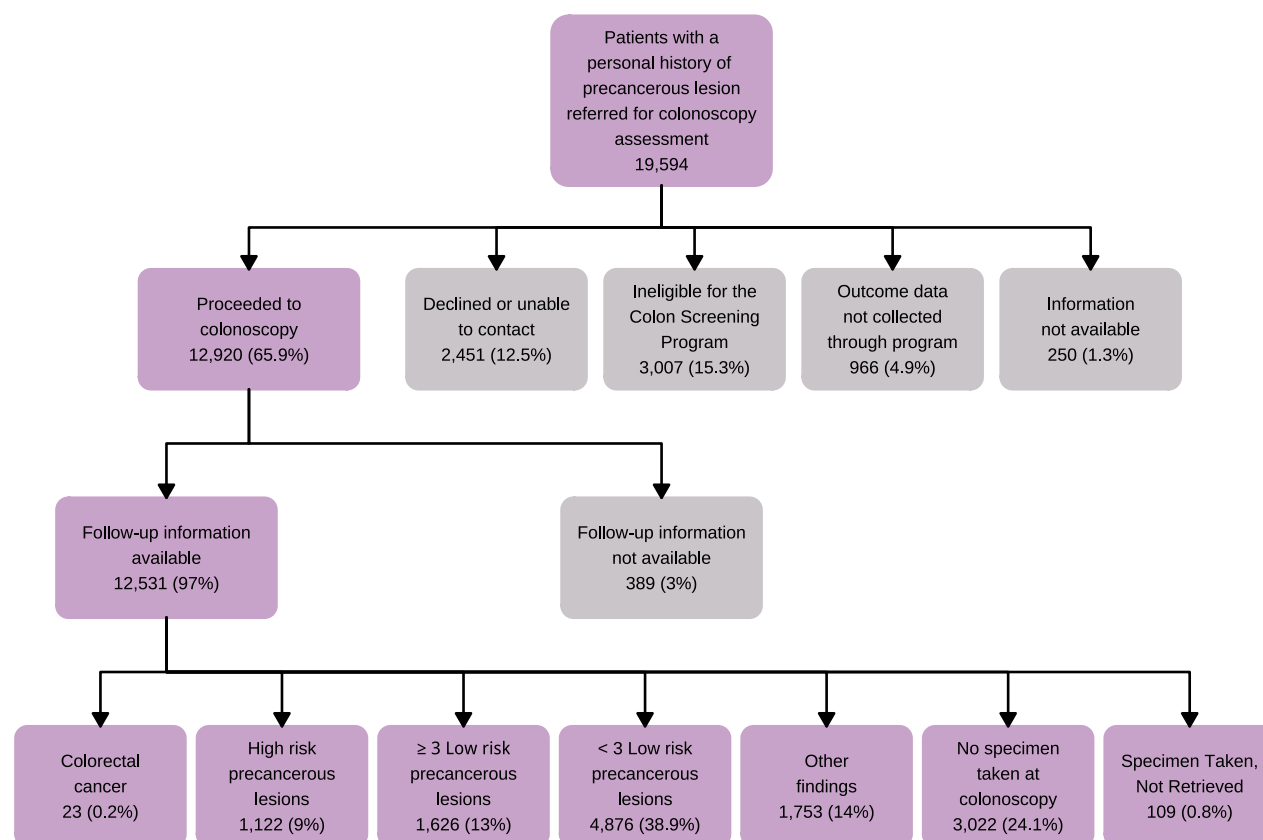 Patients with a
personal history of
precancerous lesion
referred for colonoscopy
assessment
19,594
Proceeded to
colonoscopy
12,920 (65.9%)
Declined or unable
to contact
2,451 (12.5%)
Ineligible for the
Colon Screening
Program
3,007 (15.3%)
Outcome data
not collected
through program
966 (4.9%)
Information
not available
250 (1.3%)
Follow-up information
available
12,531 (97%)
Follow-up information
not available
389 (3%)
Colorectal
cancer
23 (0.2%)
High risk
precancerous
lesions
1,122 (9%)
≥ 3 Low risk
precancerous
lesions
1,626 (13%)
< 3 Low risk
precancerous
lesions
4,876 (38.9%)
Other
findings
1,753 (14%)
No specimen
taken at
colonoscopy
3,022 (24.1%)
Specimen Taken,
Not Retrieved
109 (0.8%)